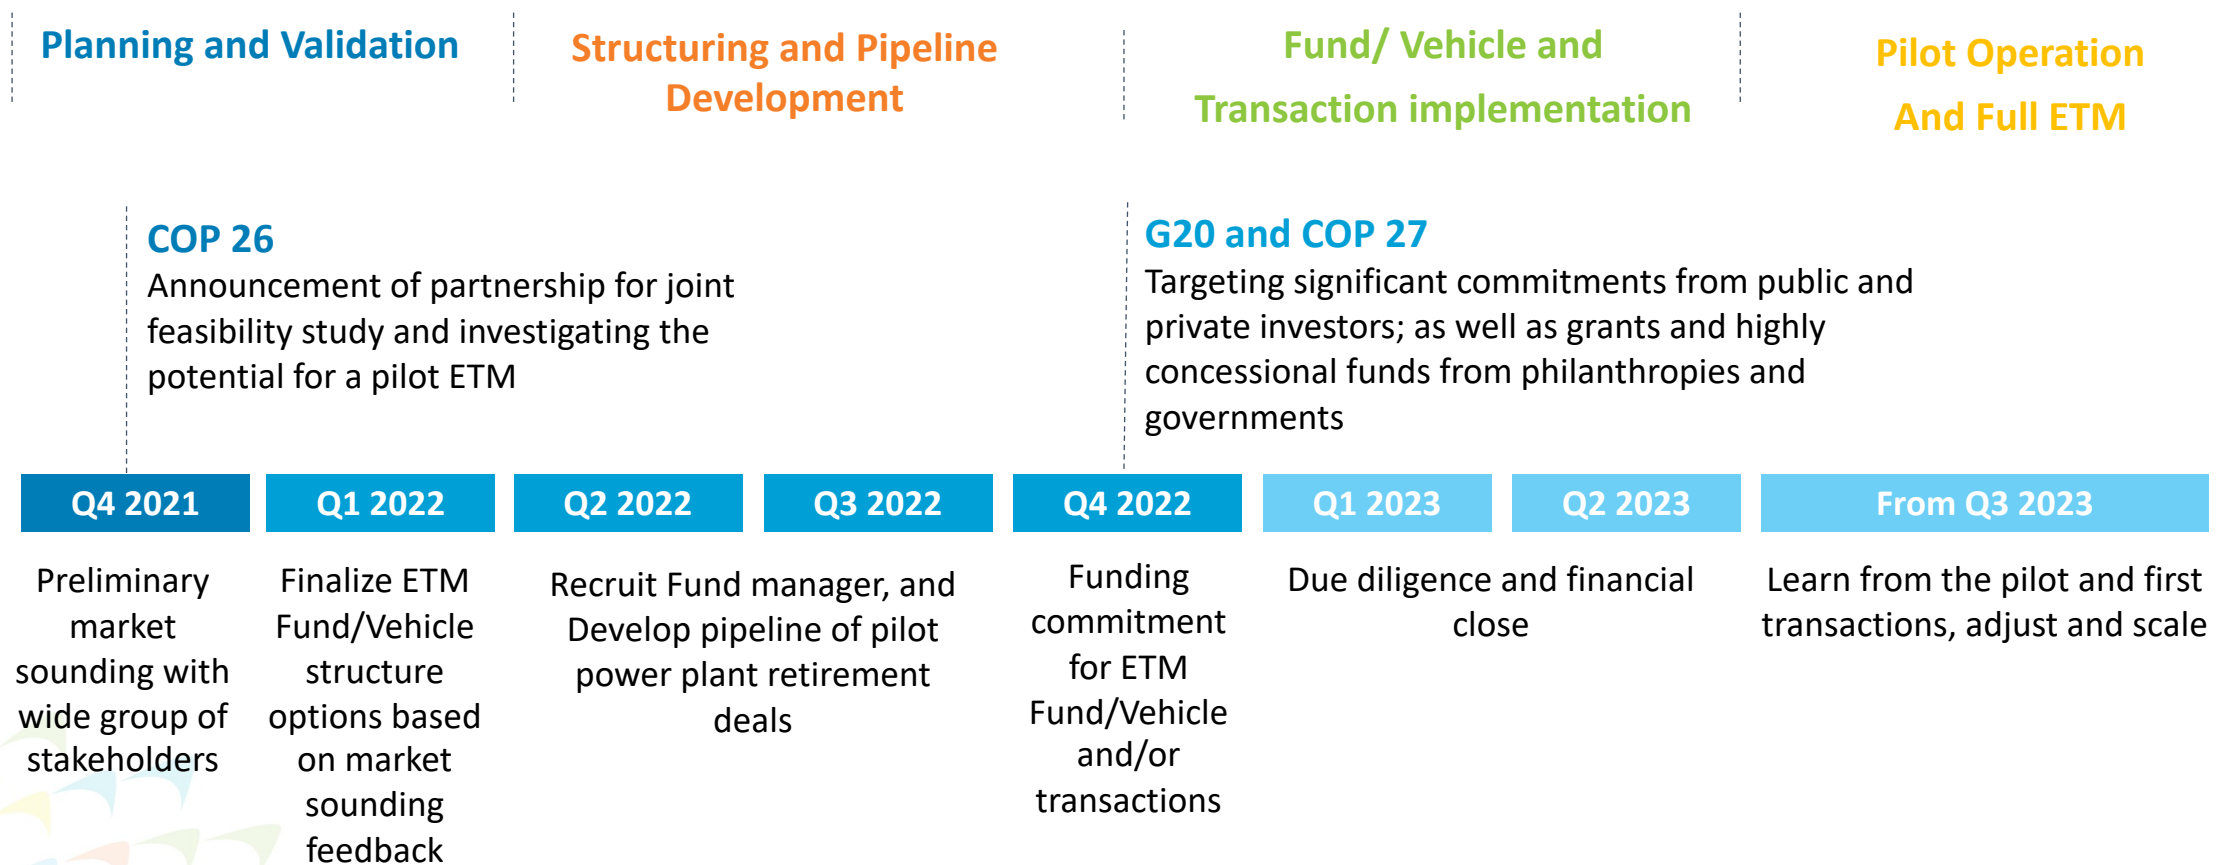 Planning and Validation
Structuring and Pipeline
Development
Fund/ Vehicle and
Transaction implementation
Pilot Operation
And Full ETM
COP 26
Announcement of partnership for joint
feasibility study and investigating the
potential for a pilot ETM
G20 and COP 27
Targeting significant commitments from public and
private investors; as well as grants and highly
concessional funds from philanthropies and
governments
Q4 2021
Q1 2022
Q2 2022
Q3 2022
Q4 2022
Q1 2023
Q2 2023
From Q3 2023
Preliminary
market
sounding with
wide group of
stakeholders
Finalize ETM
Fund/Vehicle
structure
options based
on market
sounding
feedback
Recruit Fund manager, and
Develop pipeline of pilot
power plant retirement
deals
Funding
commitment
for ETM
Fund/Vehicle
and/or
transactions
Due diligence and financial
close
Learn from the pilot and first
transactions, adjust and scale